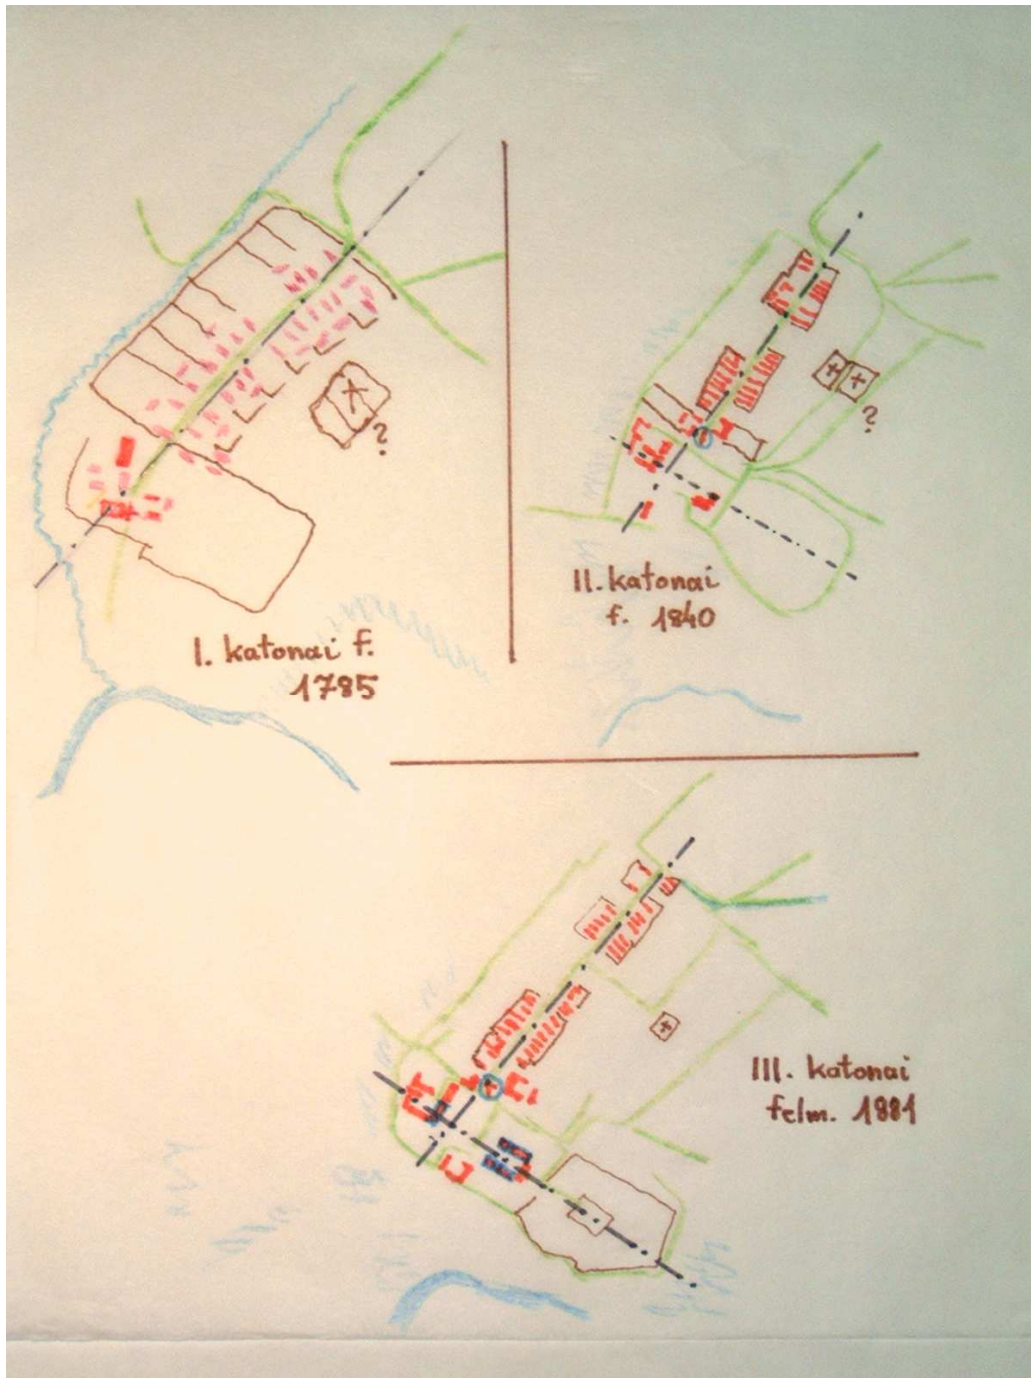 ?
I. katonai f.
1785
?
II. katonai
f. 1840
III. katonai
felm. 1881